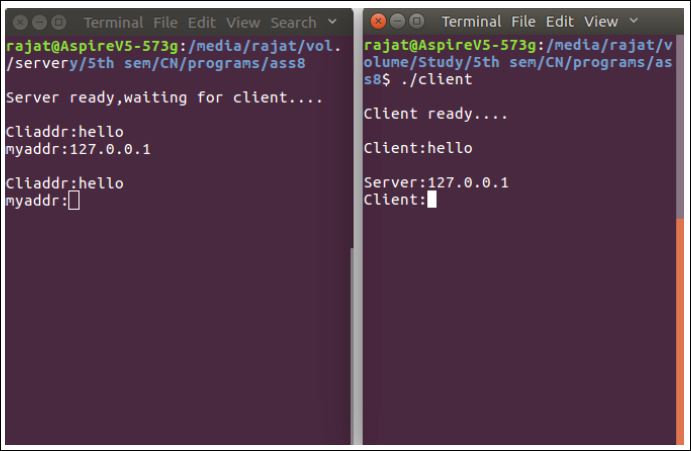 Terminal File Edit View Search
rajat@AspireV5-573g:/media/rajat/vol.
/servery/5th sem/CN/programs/ass8
Server ready,waiting for client....
Cliaddr:hello
myaddr:127.0.0.1
Cliaddr:hello
myaddr:
Terminal File Edit View
rajat@AspireV5-573g:/media/rajat/v
olume/Study/5th sem/CN/programs/as
s8$ ./client
Client ready....
Client:hello
Server:127.0.0.1
Client: